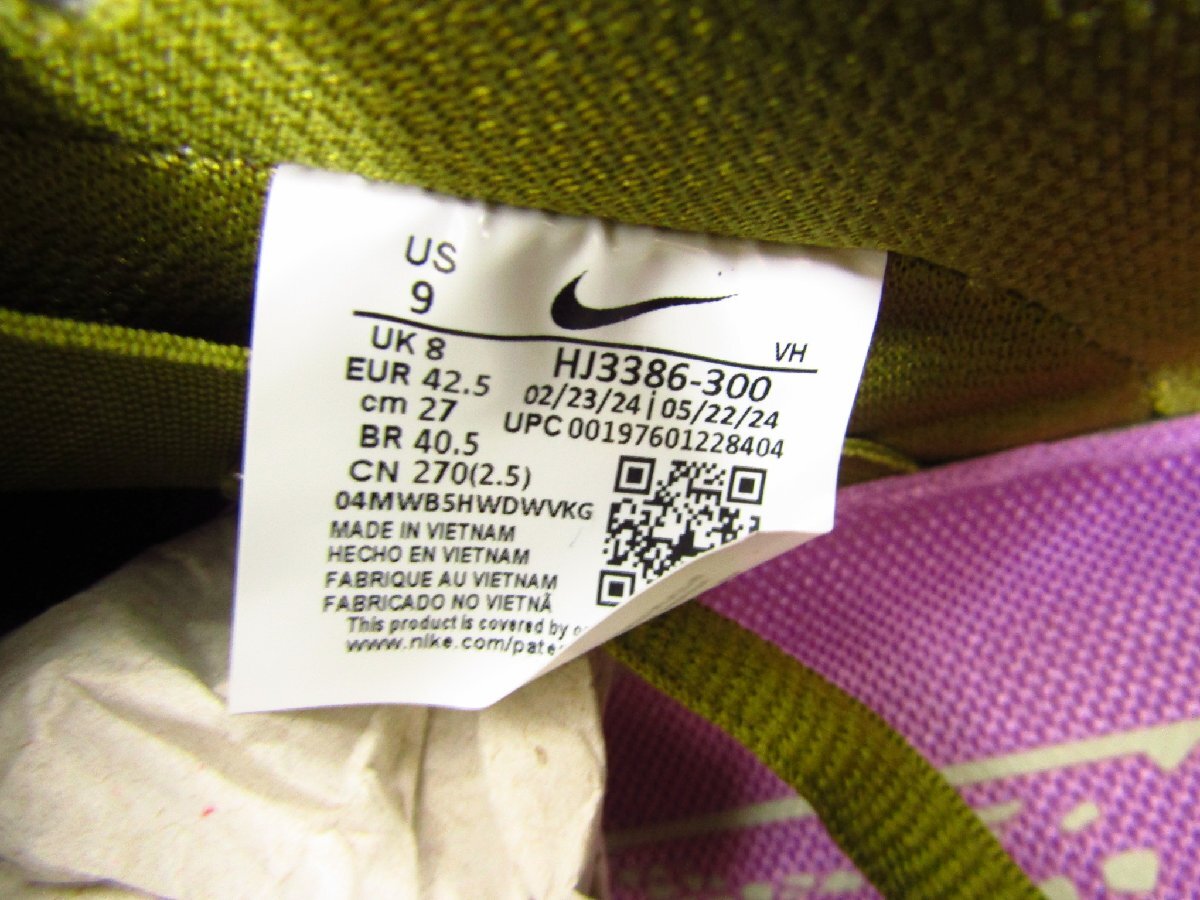 US
9
VH
UK 8
HJ3386-300
EUR 42.5
02/23/24 | 05/22/24
cm 27
UPC 00197601228404
BR 40.5
CN 270(2.5)
04MWB5HWDWVKG
MADE IN VIETNAM
HECHO EN VIETNAM
FABRIQUE AU VIETNAM
FABRICADO NO VIETNÃ
This product is covered by
www.nike.com/pate